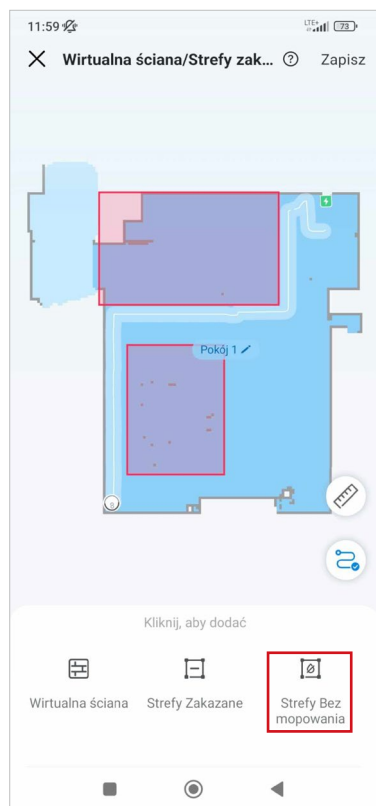 11:59
LTE+ 73
Wirtualna ściana/Strefy zak... ? Zapisz
Pokój 1
Kliknij, aby dodać
Wirtualna ściana Strefy Zakazane Strefy Bez
mopowania